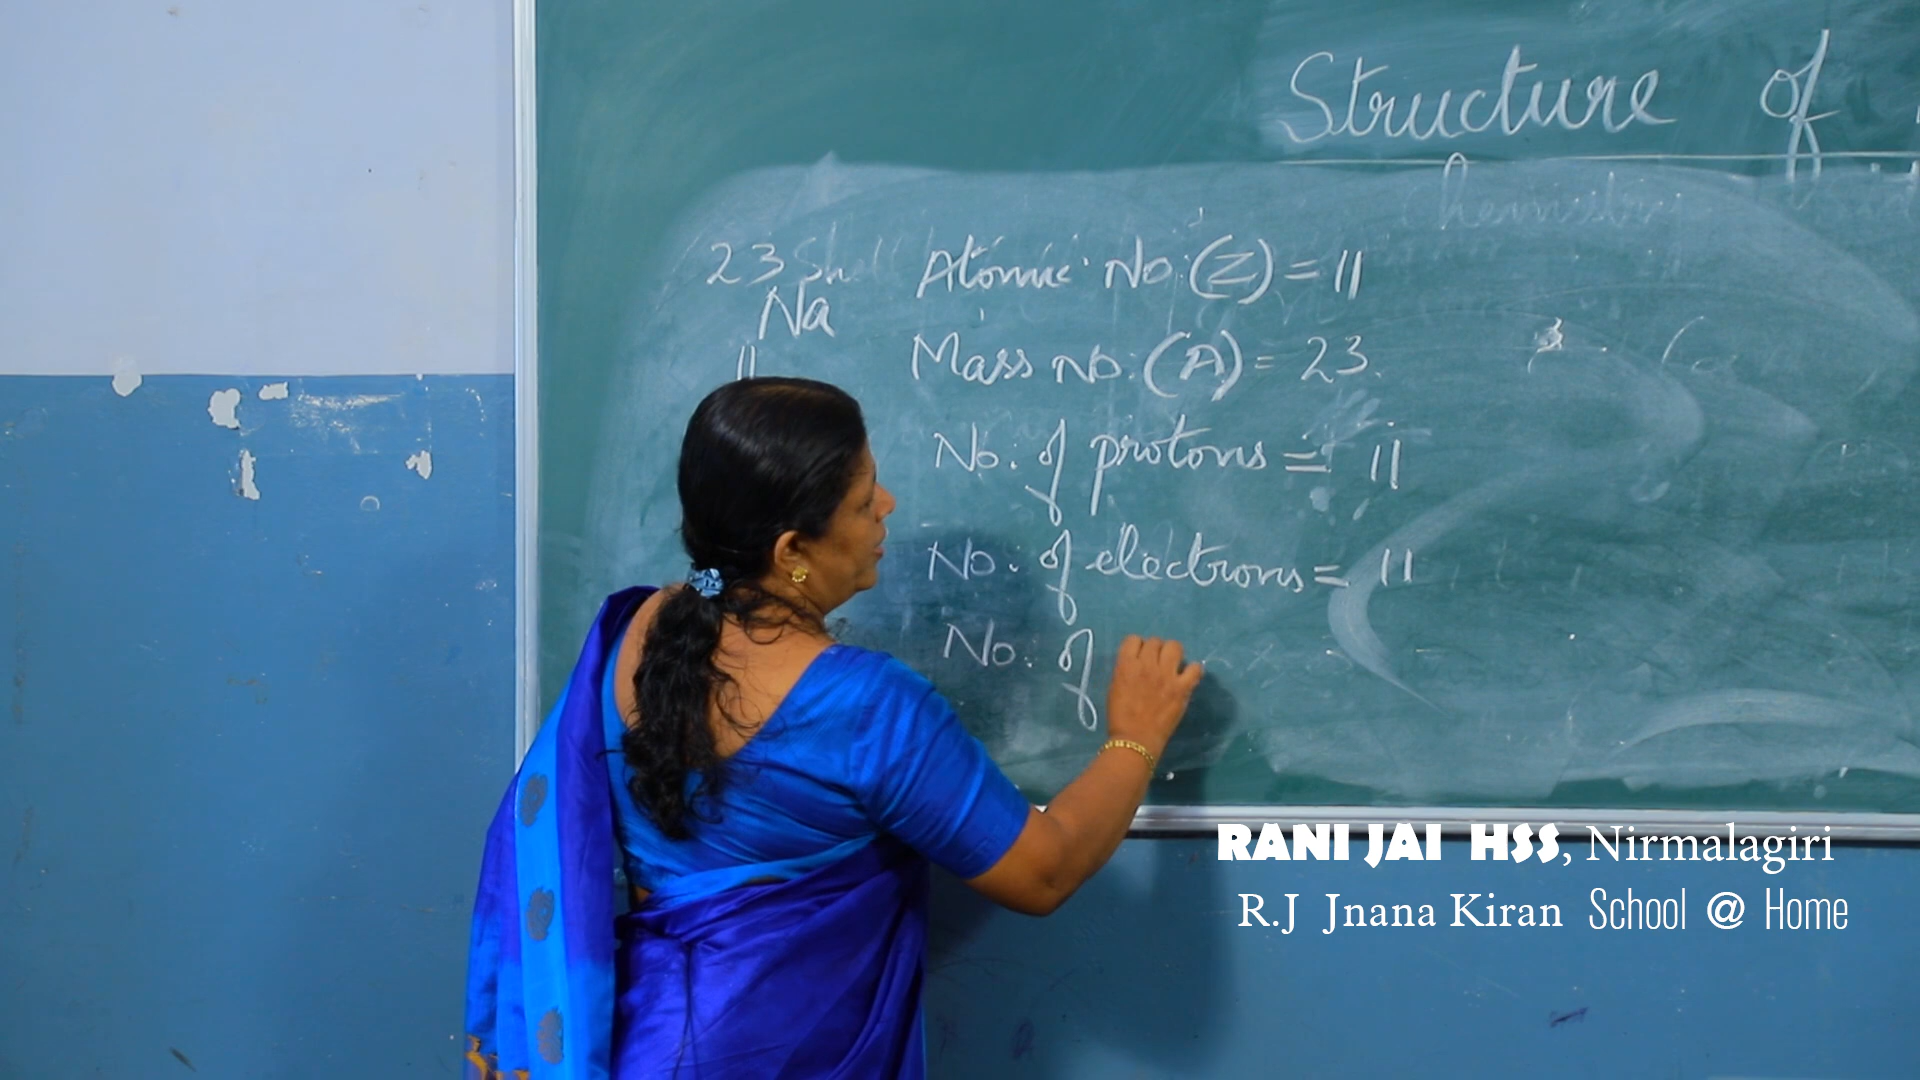 Structure of
23 Atomic No:(Z) = 11
Na
11 Mass No:(A) = 23.
No: of protons = 11
No: of electrons = 11
No: of
RANI JAI HSS, Nirmalagiri
R.J Jnana Kiran School @ Home